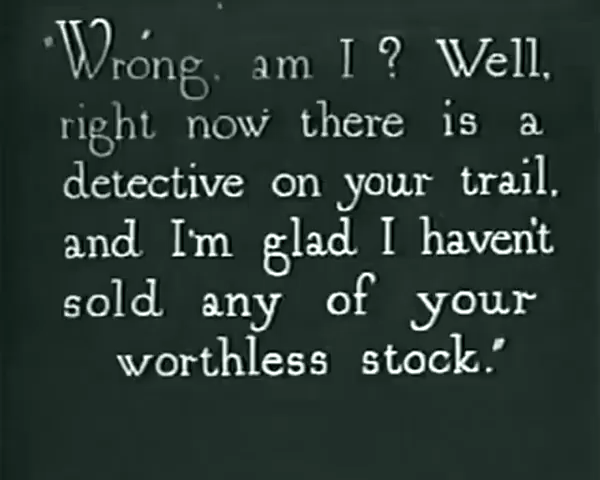 "Wrong, am I? Well,
right now there is a
detective on your trail,
and I'm glad I haven't
sold any of your
worthless stock."